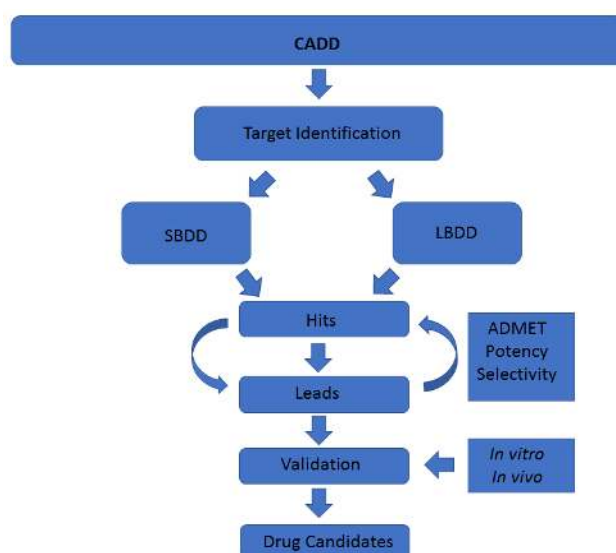 CADD
Target Identification
SBDD
LBDD
Hits
ADMET
Potency
Selectivity
Leads
Validation
In vitro
In vivo
Drug Candidates